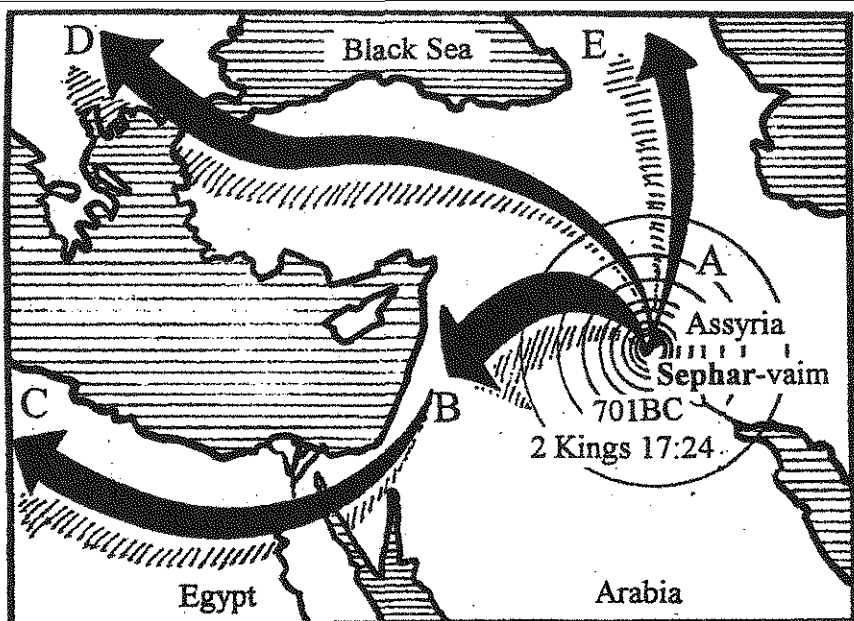 D
Black Sea
E
A
Assyria
Sephar-vaim
C
B
701BC
2 Kings 17:24
Egypt
Arabia